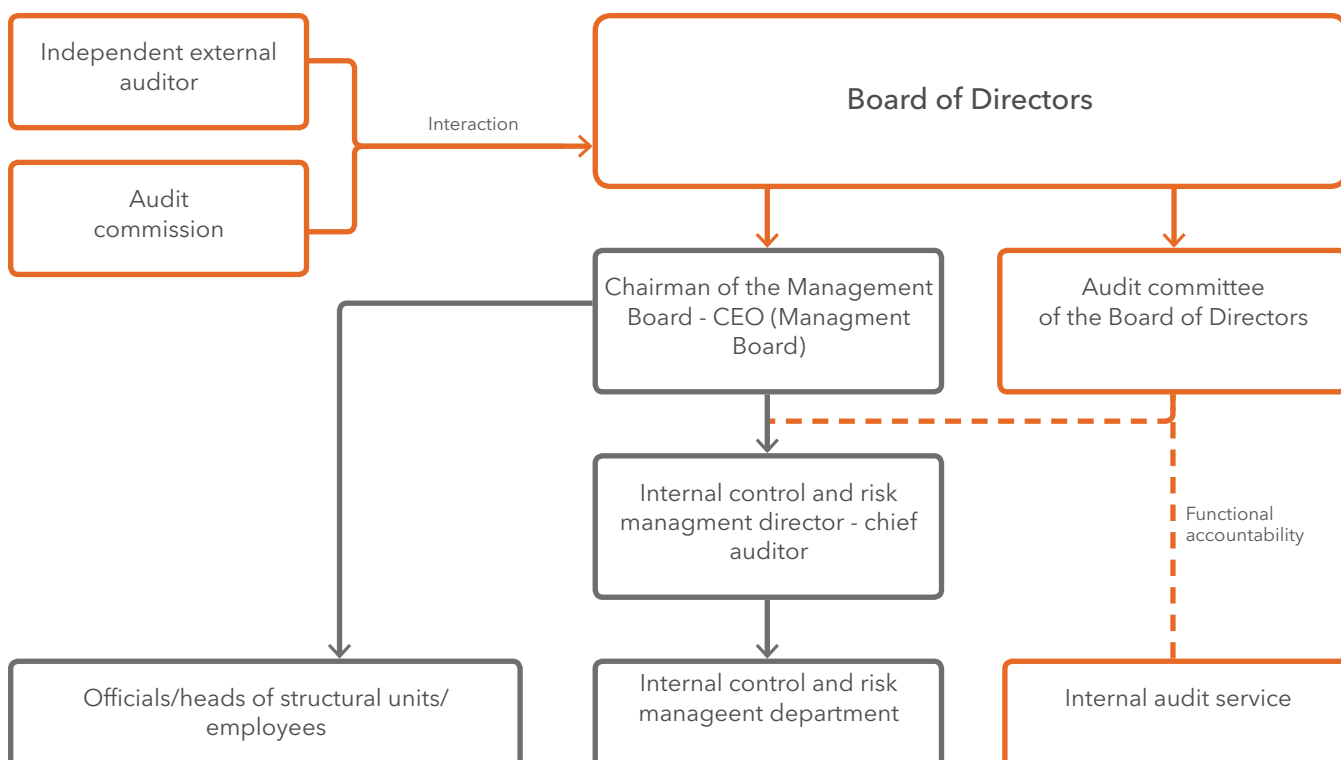 Independent external
auditor
Interaction
Board of Directors
Audit
commission
Chairman of the Management
Board - CEO (Managment
Board)
Audit committee
of the Board of Directors
Internal control and risk
managment director - chief
auditor
Functional
accountability
Officials/heads of structural units/
employees
Internal control and risk
manageent department
Internal audit service